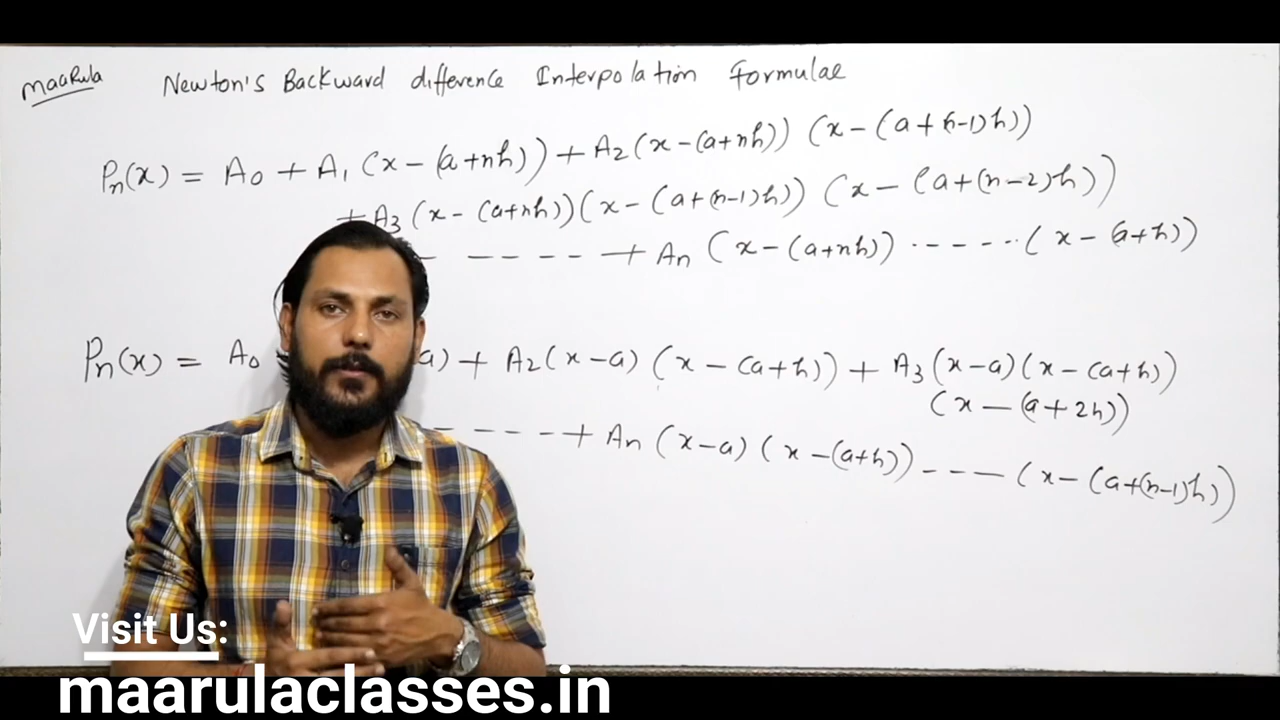 maaRula Newton's Backward difference Interpolation Formulae
Pn(x) = A0 + A1 (x - (a+nh)) + A2 (x - (a+nh)) (x - (a+(n-1)h))
+ A3 (x - (a+nh)) (x - (a+(n-1)h)) (x - (a+(n-2)h))
- ---- + An (x - (a+nh)) ------ (x - (a+h))
Pn(x) = A0 a) + A2 (x-a) (x - (a+h)) + A3 (x-a) (x - (a+h))
(x - (a+2h))
----- + An (x-a) (x - (a+h)) ---- (x - (a+(n-1)h))
Visit Us:
maarulaclasses.in